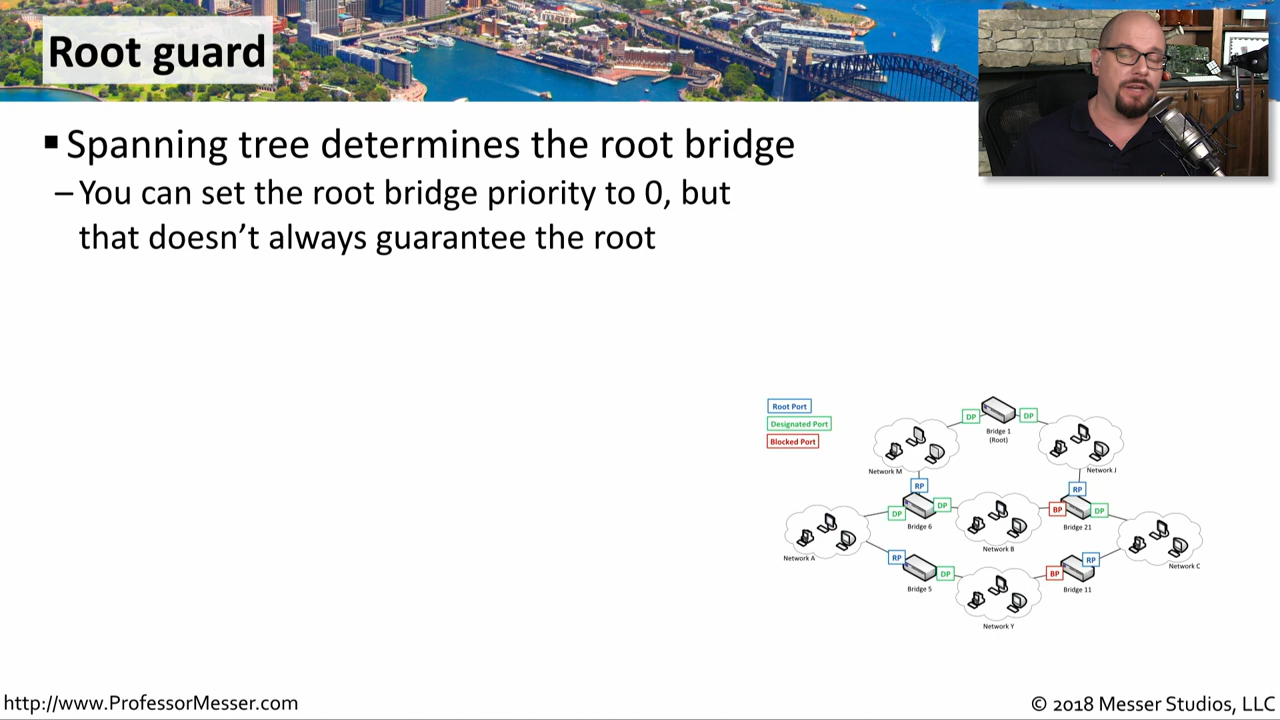 Root guard
▪ Spanning tree determines the root bridge
– You can set the root bridge priority to 0, but
that doesn't always guarantee the root
Root Port
Designated Port
Blocked Port
DP
DP
Bridge 1
(Root)
Network M
Network J
RP
RP
DP
DP
BP
DP
Bridge 6
Bridge 21
Network A
Network B
Network C
RP
DP
BP
RP
Bridge 5
Bridge 11
Network Y
http://www.ProfessorMesser.com
© 2018 Messer Studios, LLC